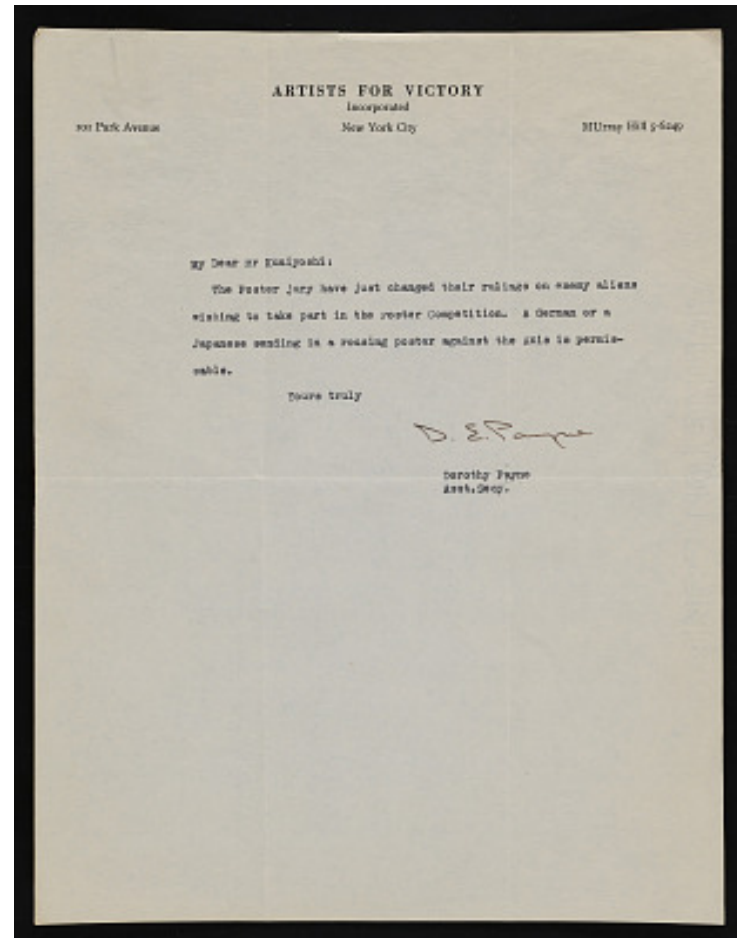 ARTISTS FOR VICTORY
Incorporated
101 Park Avenue New York City MUrray Hill 5-6240
My Dear Mr Kuniyoshi:
The Poster jury have just changed their rulings on enemy aliens
wishing to take part in the Poster Competition. A German or a
Japanese sending in a rousing poster against the Axis is permis-
sable.
Yours truly
D. E. Payne
Dorothy Payne
Asst.Secy.